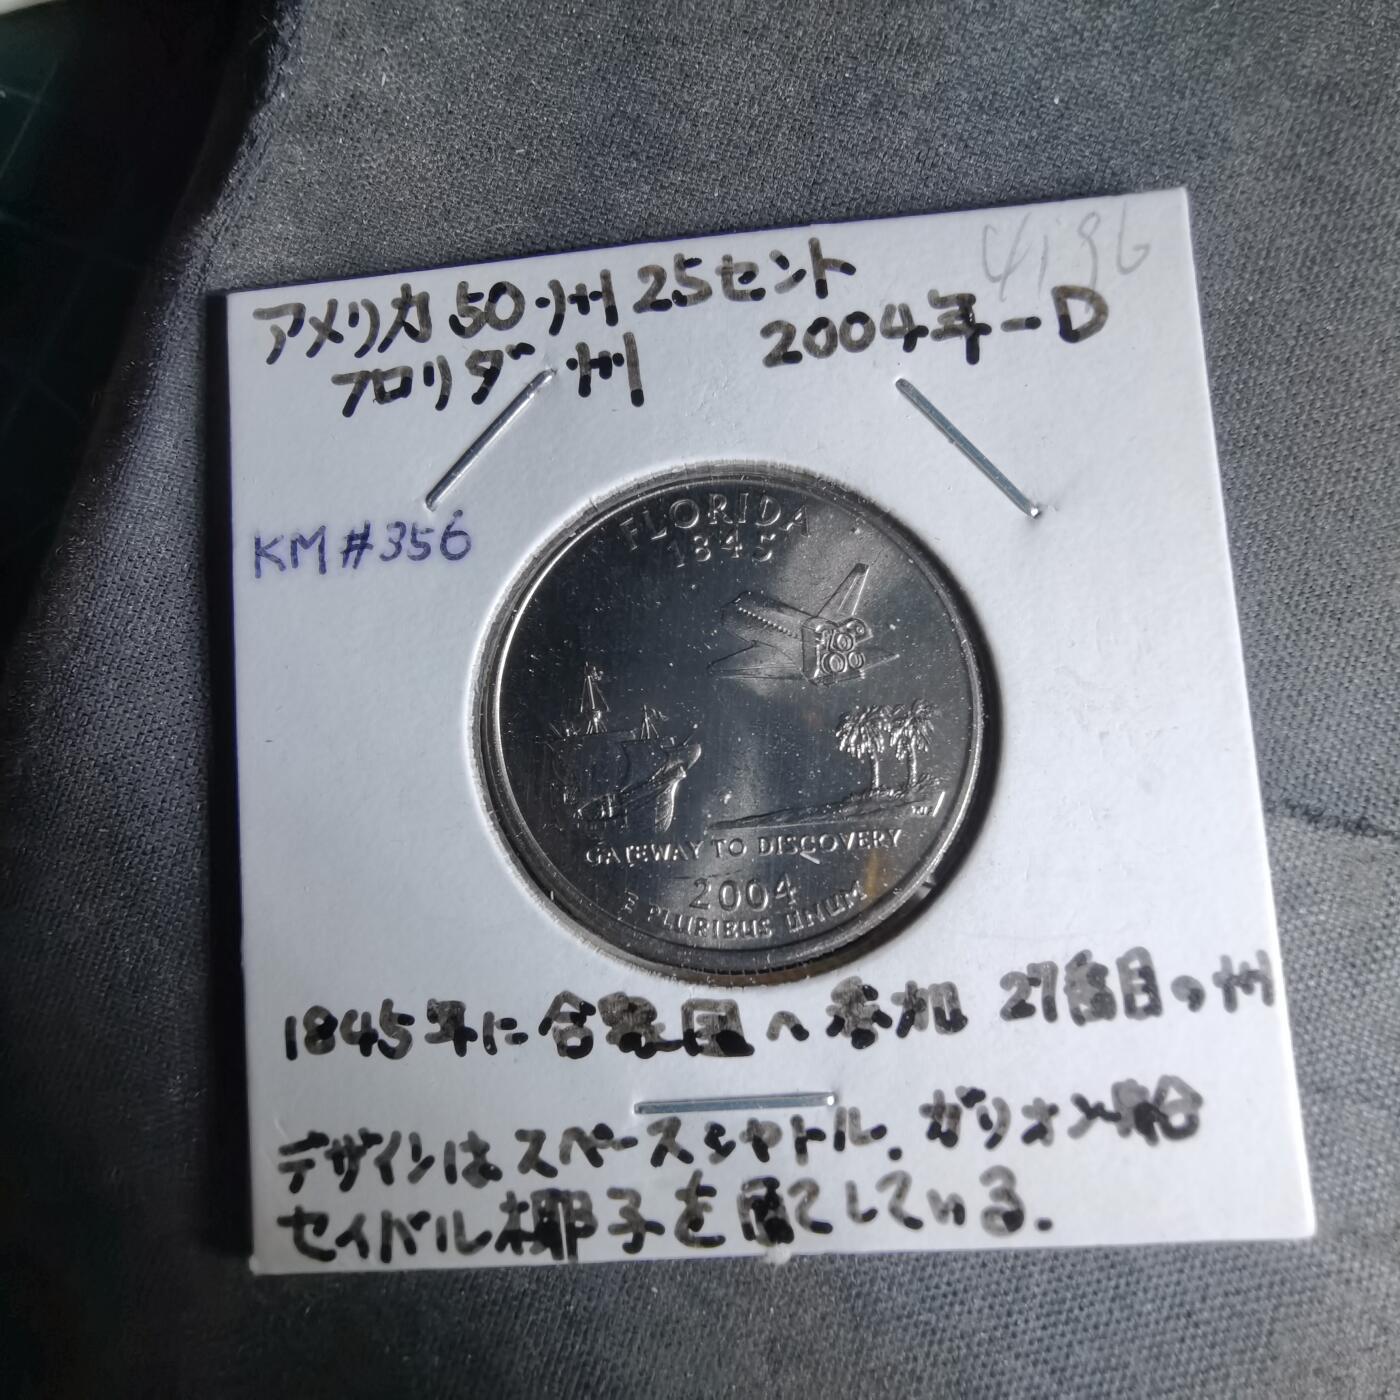 4196
アメリカ50州25セント
フロリダ州 2004年-D
KM#356
FLORIDA
1845
GATEWAY TO DISCOVERY
2004
E PLURIBUS UNUM
1845年に合衆国へ参加 27番目の州
デザインはスペースシャトル、ガリオン船
セイバル椰子を図てしている.